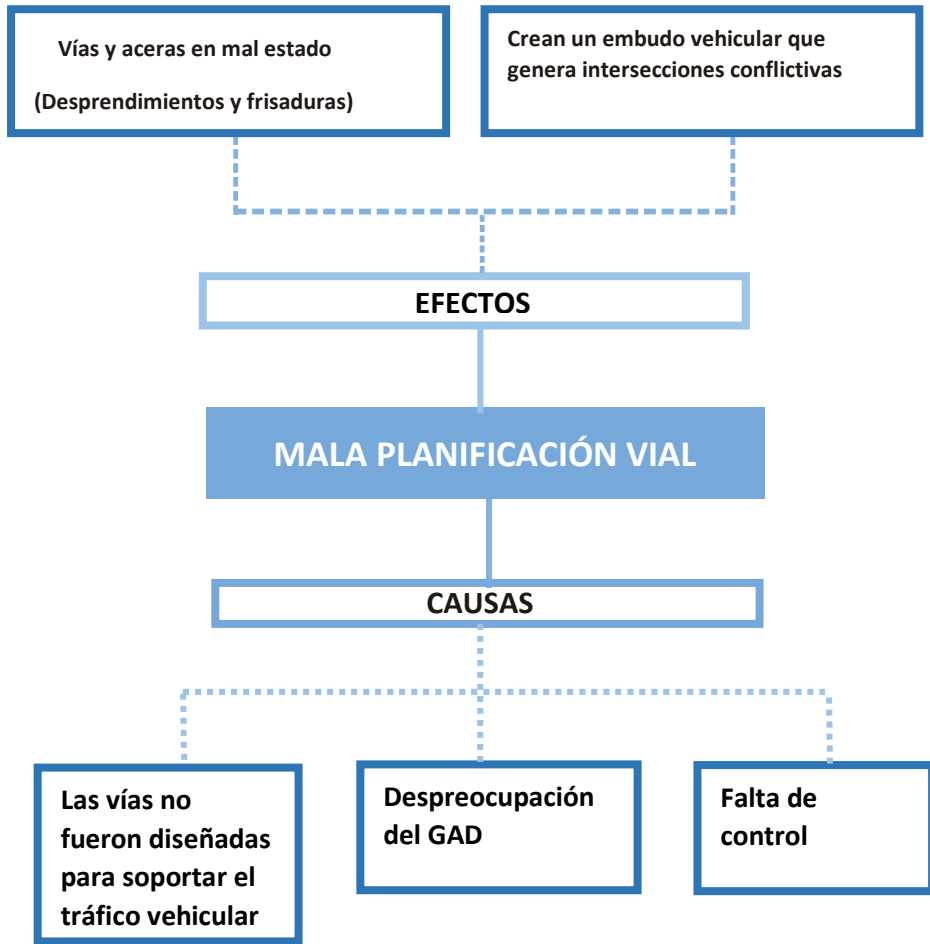 Vías y aceras en mal estado
(Desprendimientos y frisaduras)
Crean un embudo vehicular que
genera intersecciones conflictivas
EFECTOS
MALA PLANIFICACIÓN VIAL
CAUSAS
Las vías no
fueron diseñadas
para soportar el
tráfico vehicular
Despreocupación
del GAD
Falta de
control